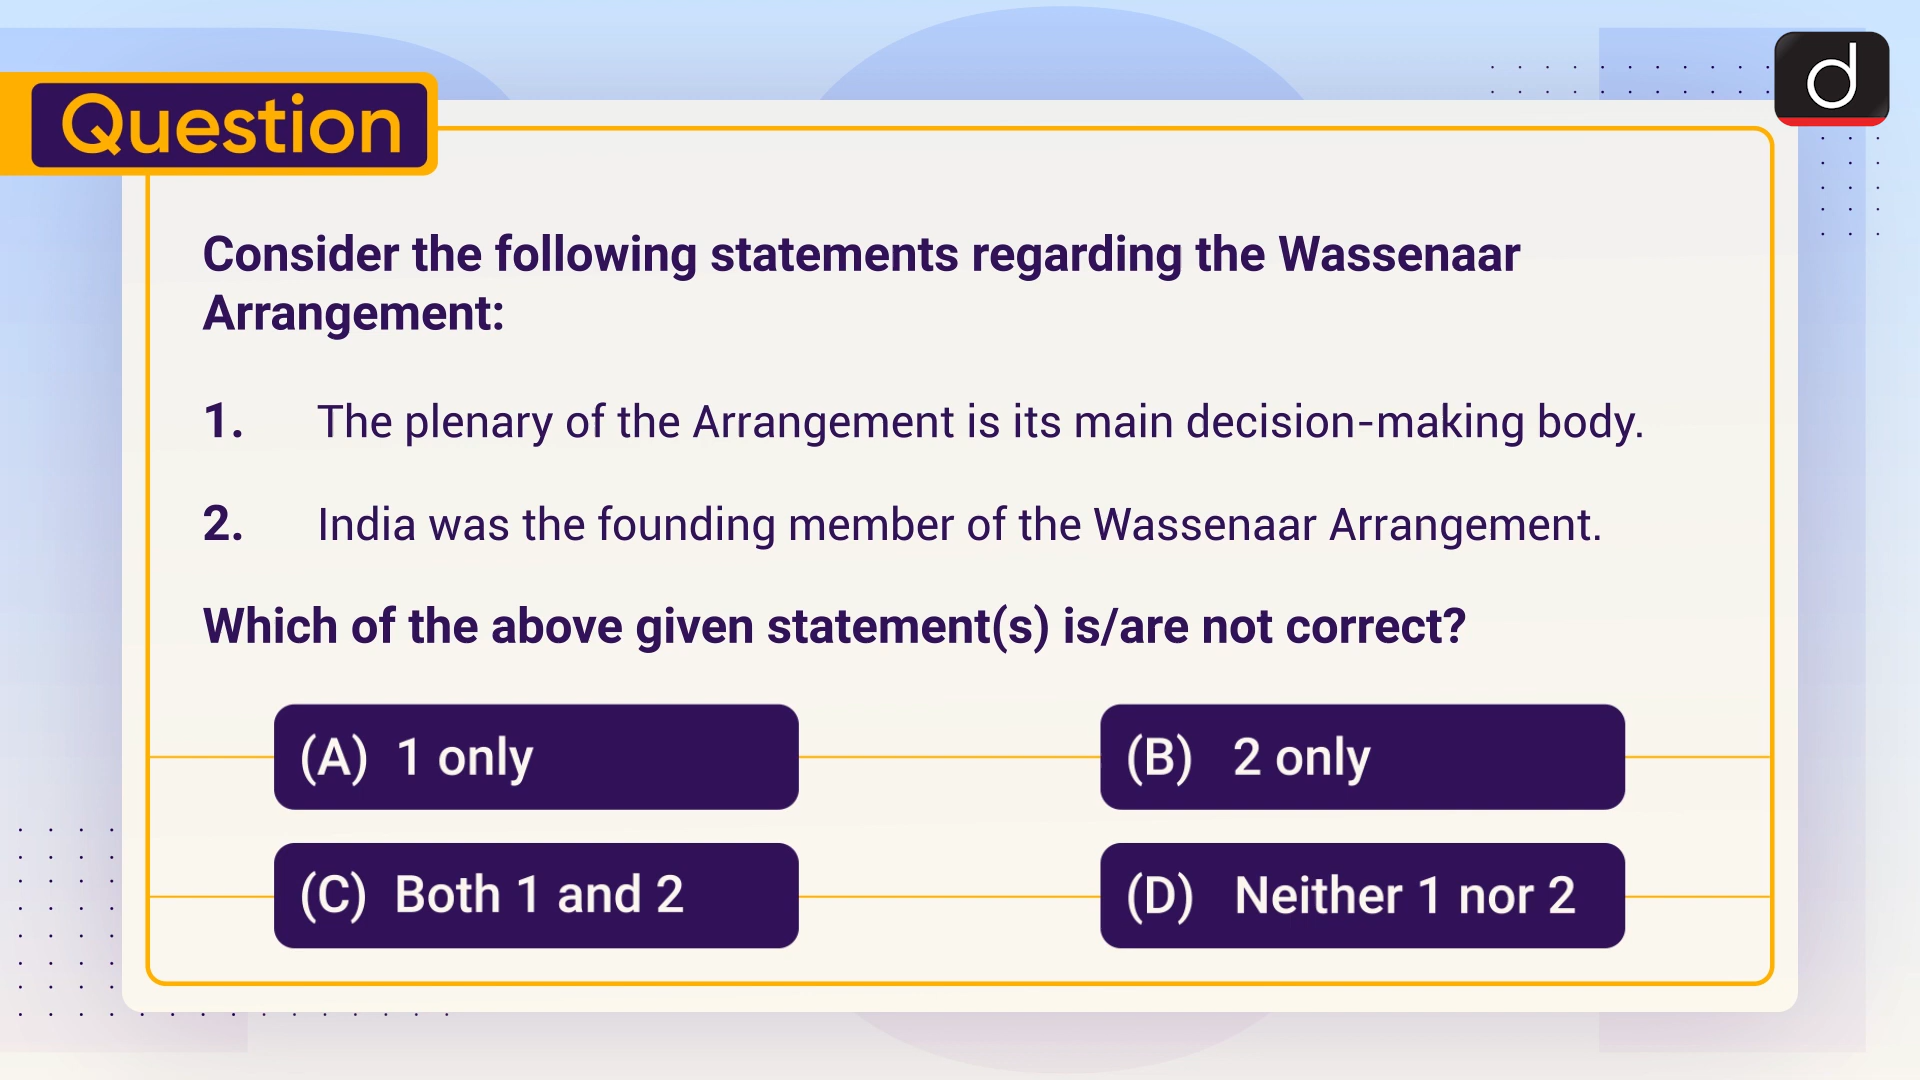 Question
Consider the following statements regarding the Wassenaar
Arrangement:
1. The plenary of the Arrangement is its main decision-making body.
2. India was the founding member of the Wassenaar Arrangement.
Which of the above given statement(s) is/are not correct?
(A) 1 only
(B) 2 only
(C) Both 1 and 2
(D) Neither 1 nor 2
d